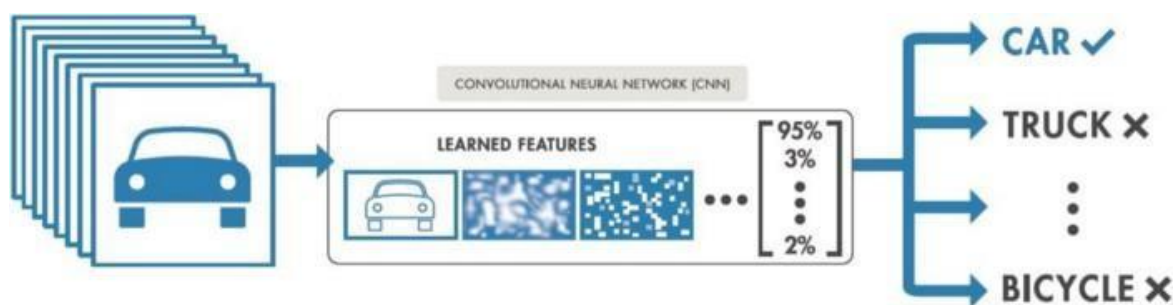 CONVOLUTIONAL NEURAL NETWORK (CNN)
LEARNED FEATURES
95%
3%
2%
CAR ✓
TRUCK ✕
BICYCLE ✕